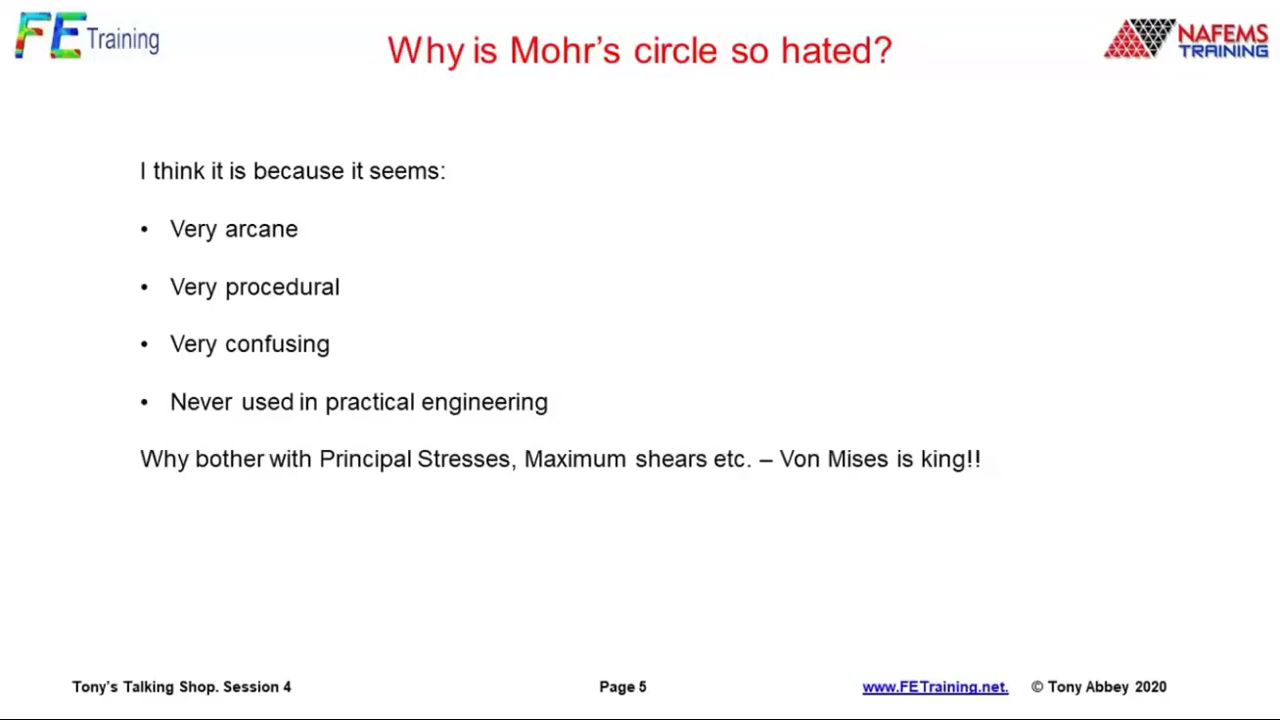 FE Training
Why is Mohr's circle so hated?
NAFEMS
TRAINING
I think it is because it seems:
• Very arcane
• Very procedural
• Very confusing
• Never used in practical engineering
Why bother with Principal Stresses, Maximum shears etc. – Von Mises is king!!
Tony's Talking Shop. Session 4 Page 5 www.FETraining.net. © Tony Abbey 2020